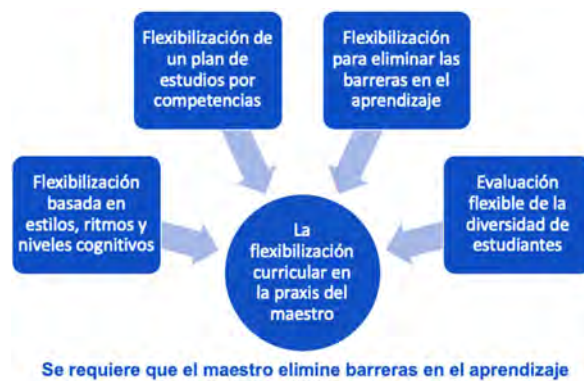 Flexibilización de
un plan de
estudios por
competencias
Flexibilización
para eliminar las
barreras en el
aprendizaje
Flexibilización
basada en
estilos, ritmos y
niveles cognitivos
Evaluación
flexible de la
diversidad de
estudiantes
La
flexibilización
curricular en
la praxis del
maestro
Se requiere que el maestro elimine barreras en el aprendizaje